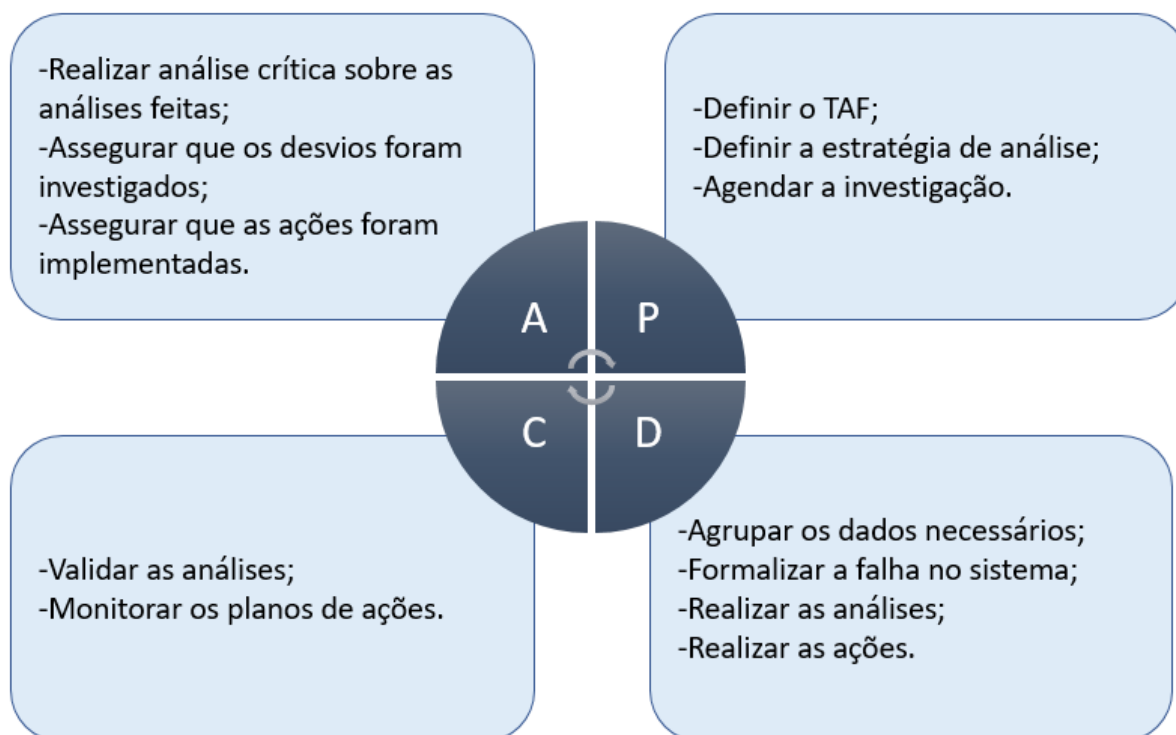 -Realizar análise crítica sobre as
análises feitas;
-Assegurar que os desvios foram
investigados;
-Assegurar que as ações foram
implementadas.
-Definir o TAF;
-Definir a estratégia de análise;
-Agendar a investigação.
A
P
C
D
-Validar as análises;
-Monitorar os planos de ações.
-Agrupar os dados necessários;
-Formalizar a falha no sistema;
-Realizar as análises;
-Realizar as ações.